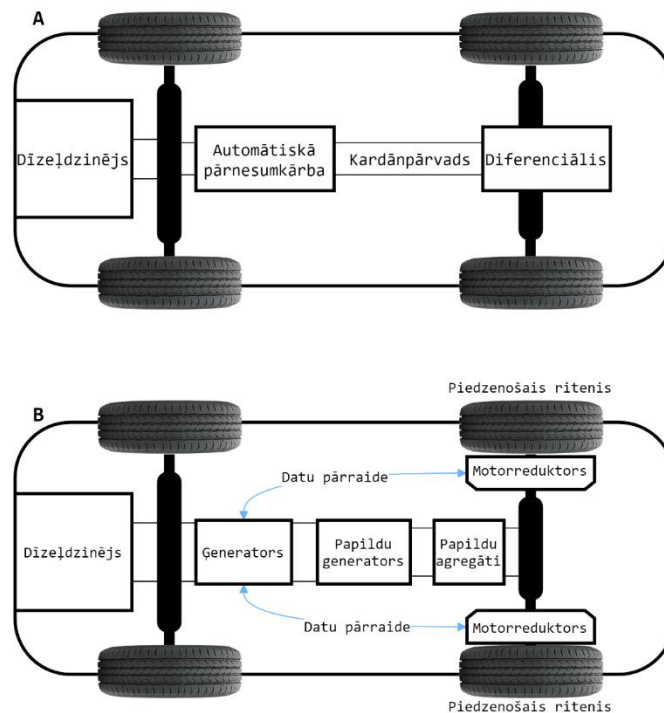 A
Dīzeļdzinējs
Automātiskā
pārnesumkārba
Kardānpārvads
Diferenciālis
B
Piedzenošais ritenis
Datu pārraide
Motorreduktors
Dīzeļdzinējs
Ģenerators
Papildu
generators
Papildu
agregāti
Datu pārraide
Motorreduktors
Piedzenošais ritenis